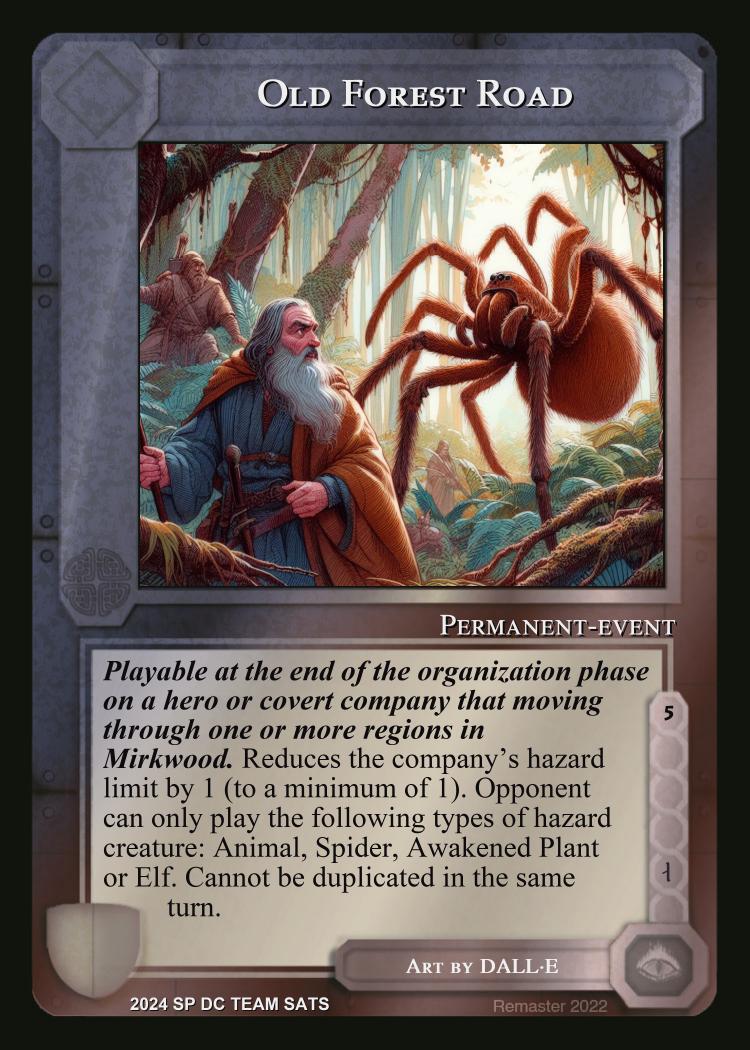 Old Forest Road
Permanent-event
Playable at the end of the organization phase
on a hero or covert company that moving
through one or more regions in
Mirkwood. Reduces the company's hazard
limit by 1 (to a minimum of 1). Opponent
can only play the following types of hazard
creature: Animal, Spider, Awakened Plant
or Elf. Cannot be duplicated in the same
turn.
5
Art by DALL·E
2024 SP DC TEAM SATS
Remaster 2022